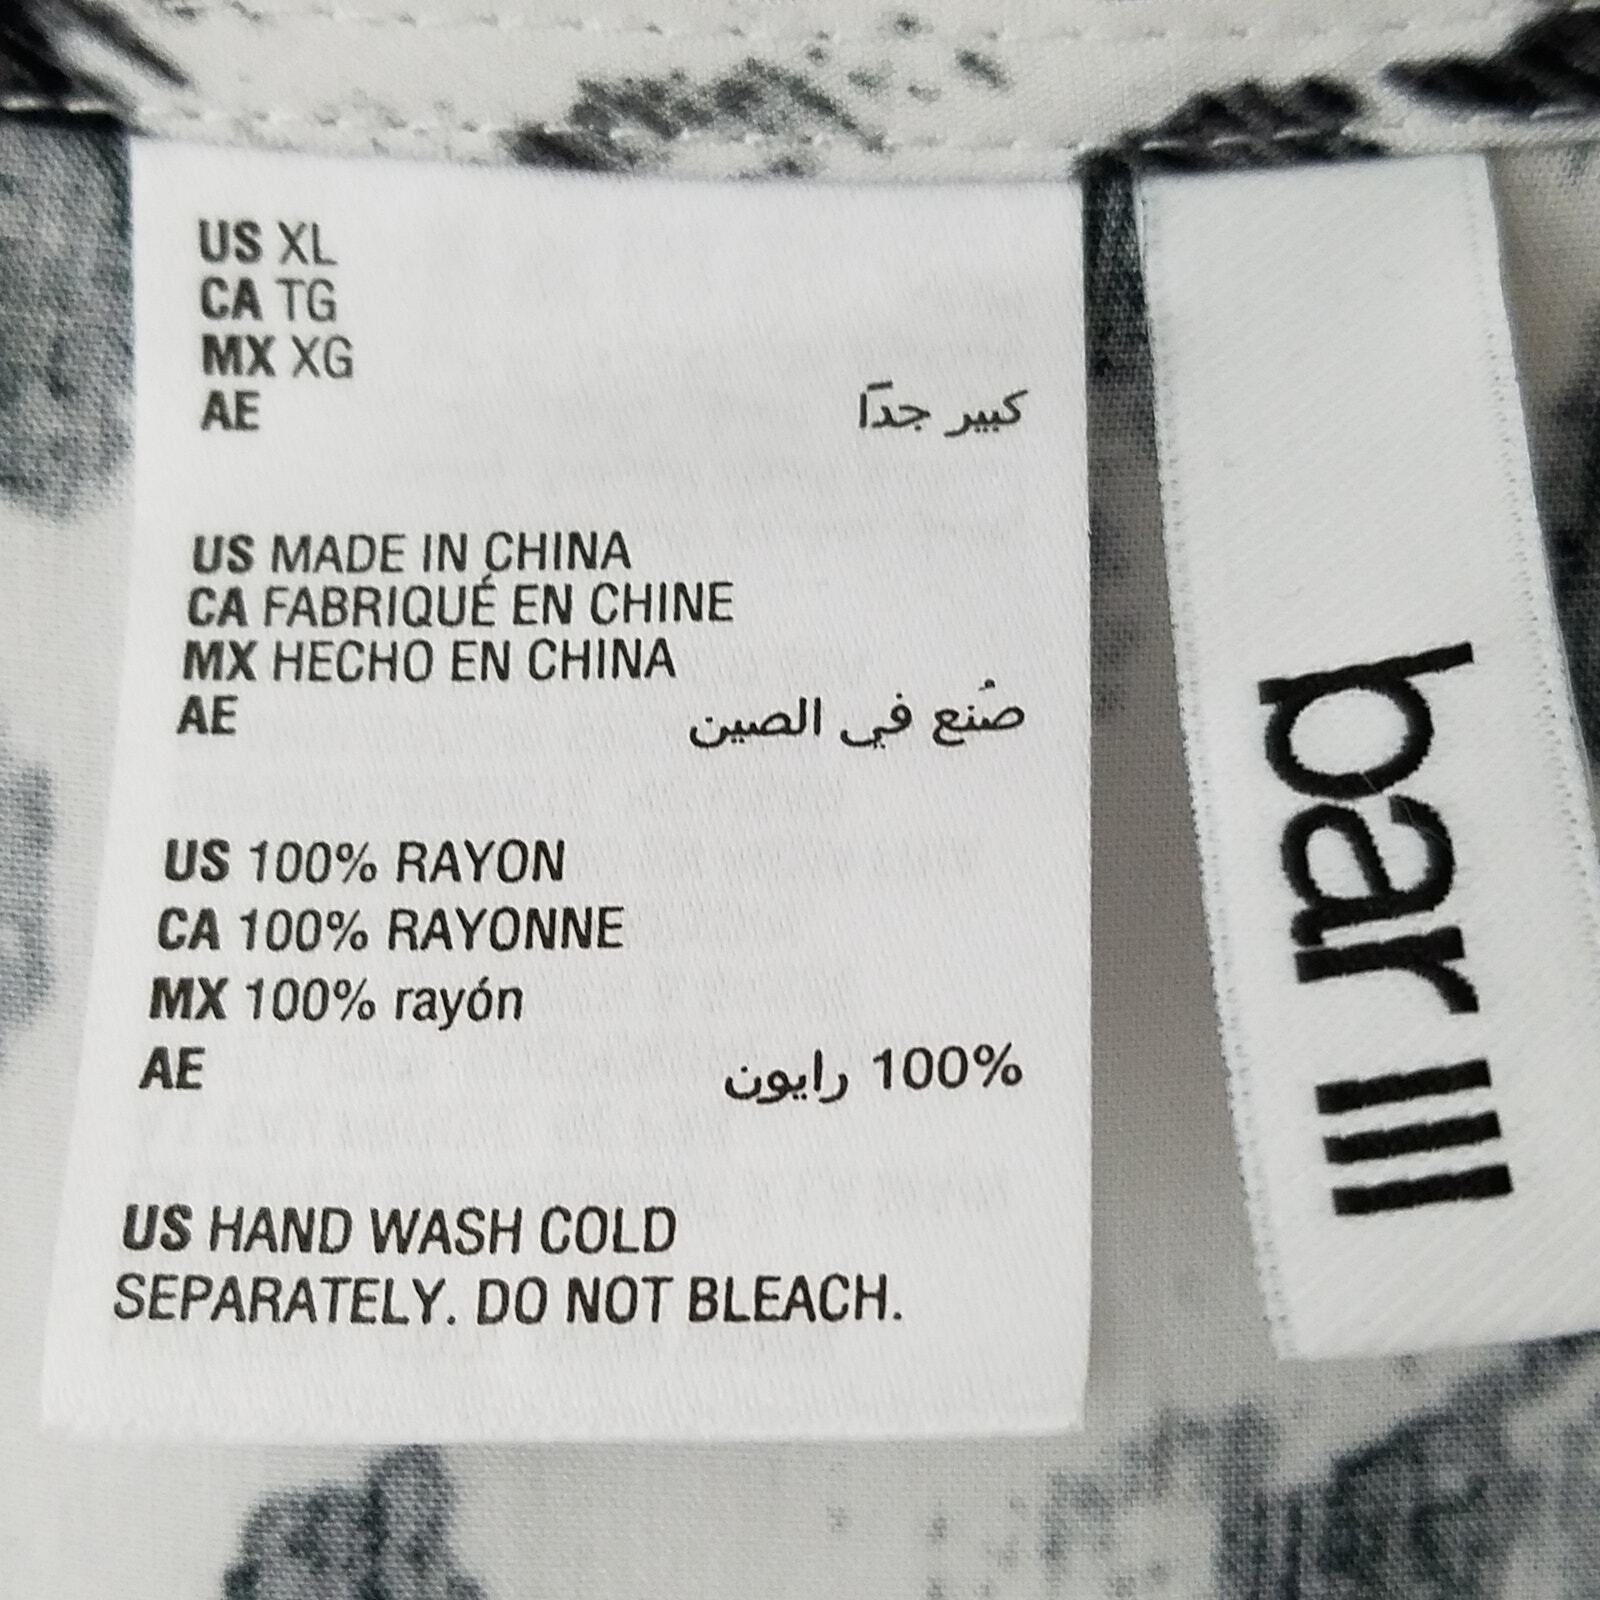 US XL
CA TG
MX XG
AE كبير جدًا
US MADE IN CHINA
CA FABRIQUÉ EN CHINE
MX HECHO EN CHINA
AE صُنع في الصين
US 100% RAYON
CA 100% RAYONNE
MX 100% rayón
AE 100% رايون
US HAND WASH COLD
SEPARATELY. DO NOT BLEACH.
bar III